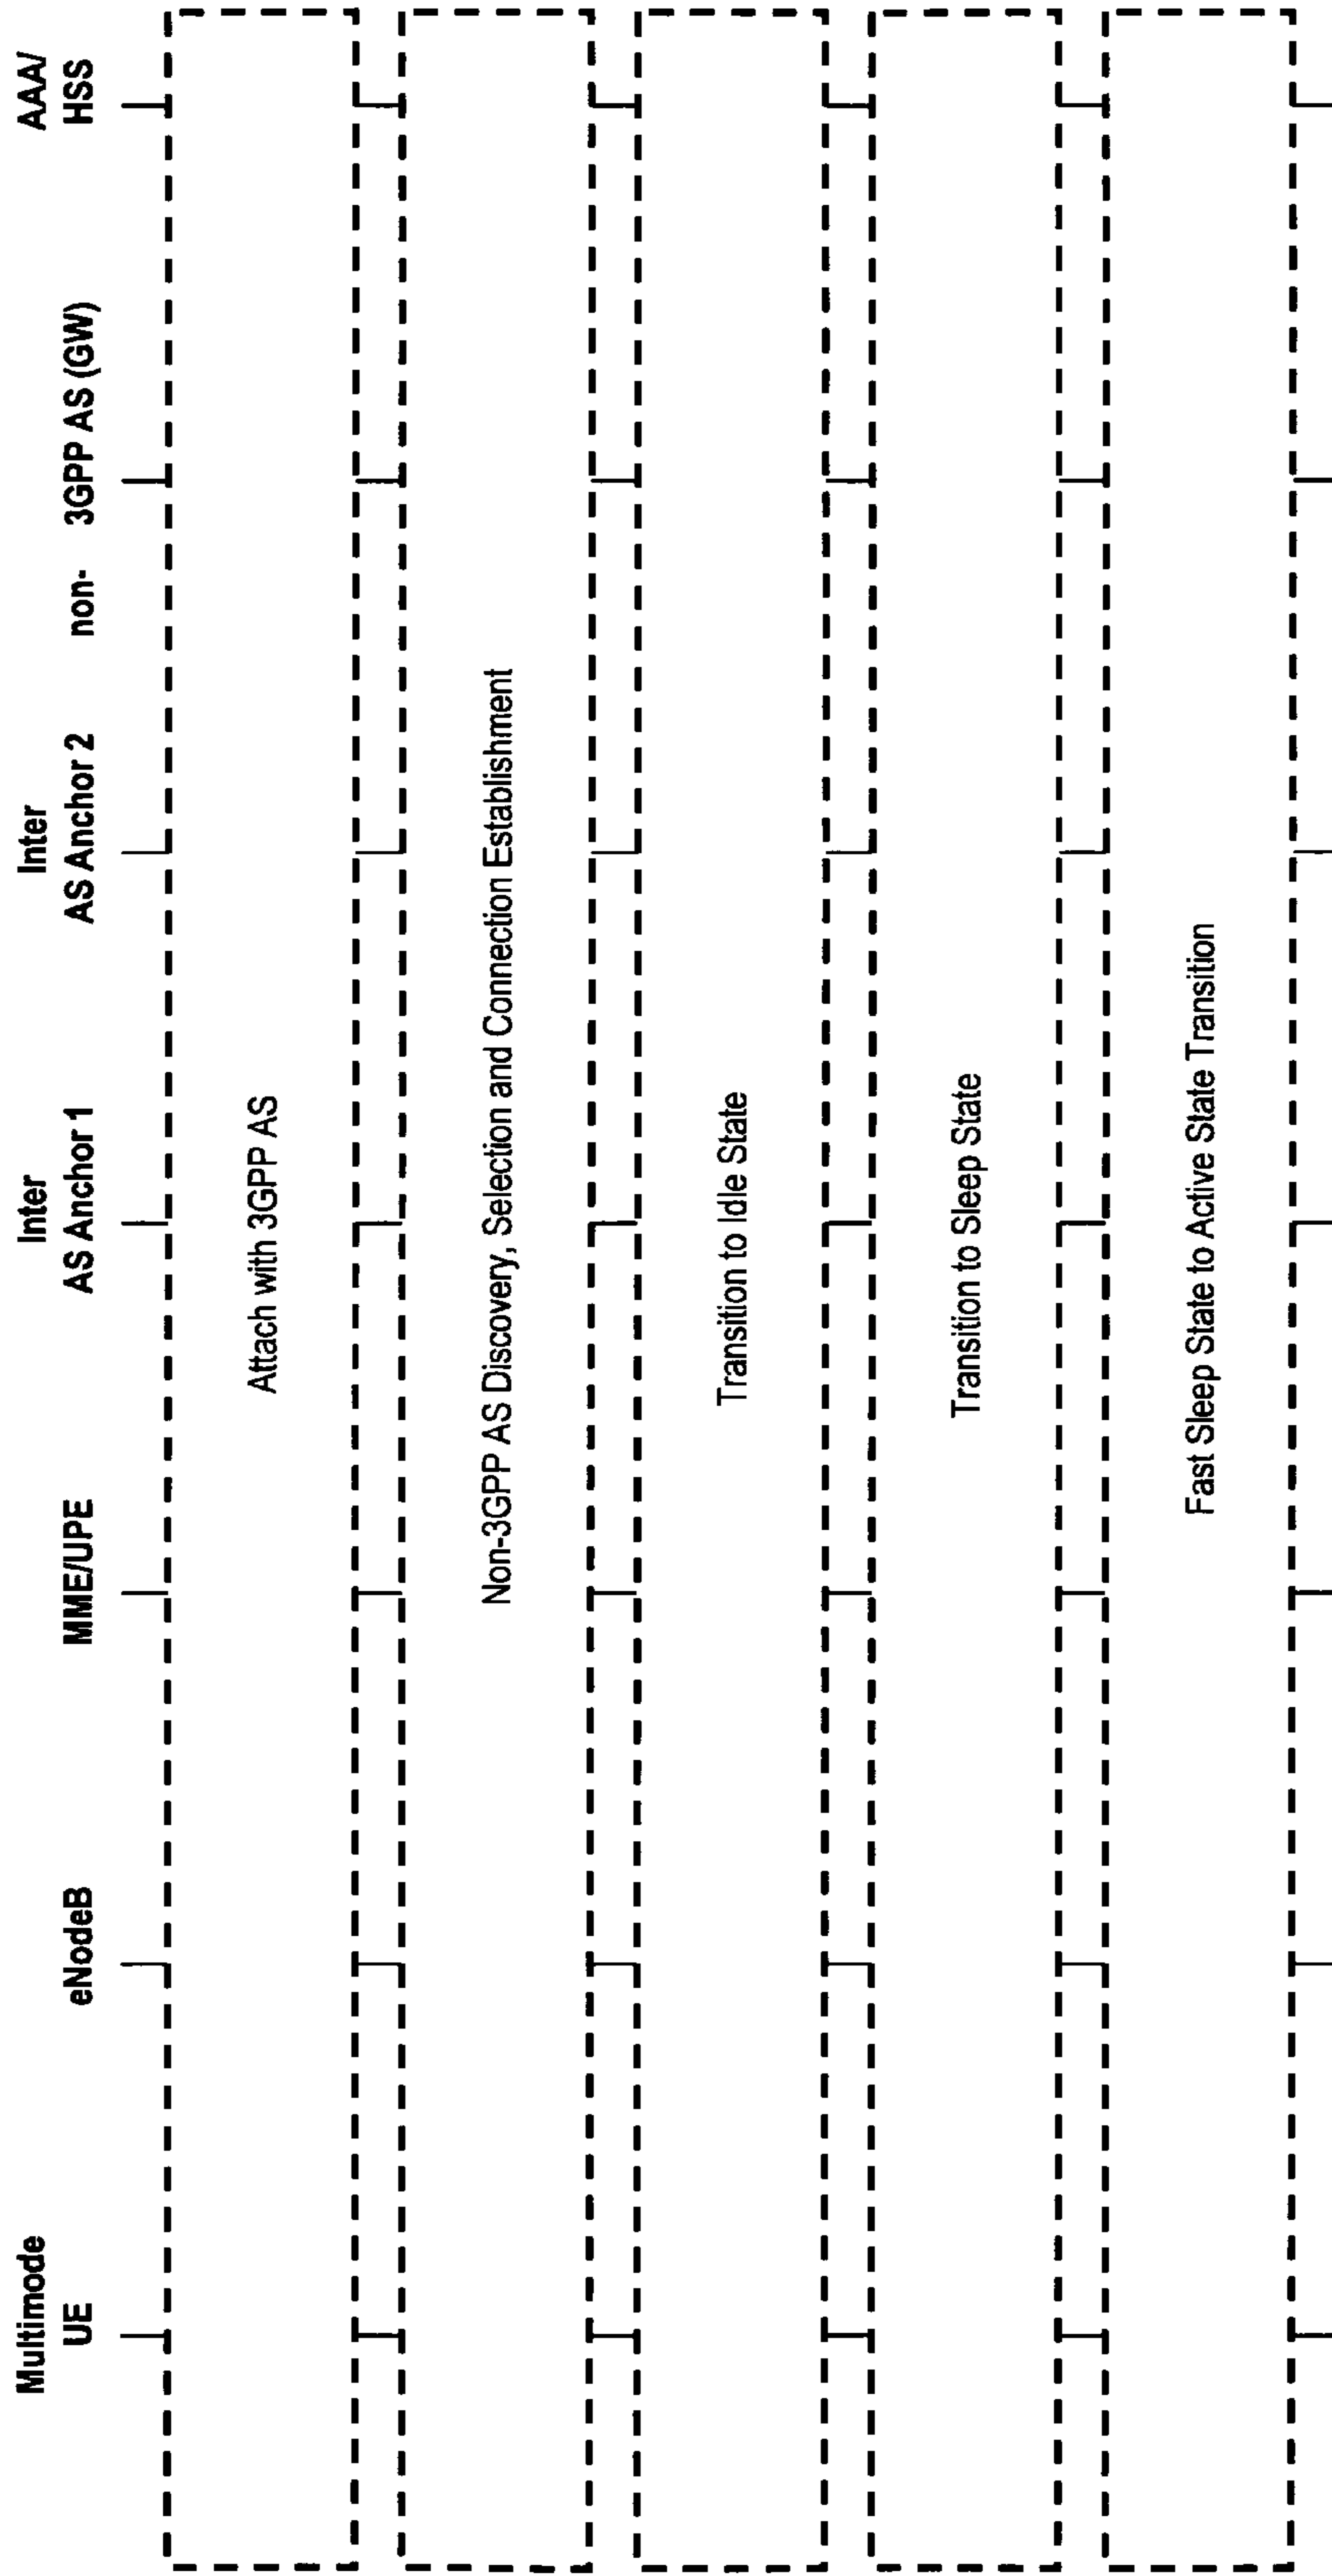 Multimode
UE
eNodeB
MME/UPE
Inter
AS Anchor 1
Inter
AS Anchor 2
non- 3GPP AS (GW)
AAA/
HSS
Attach with 3GPP AS
Non-3GPP AS Discovery, Selection and Connection Establishment
Transition to Idle State
Transition to Sleep State
Fast Sleep State to Active State Transition